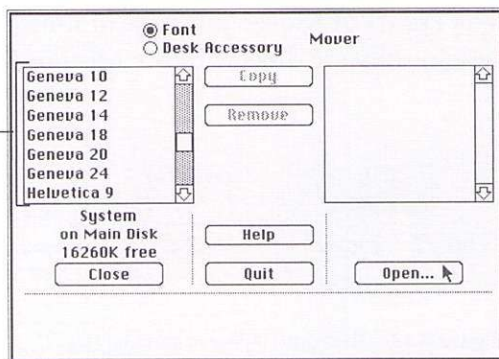 Font
Desk Accessory
Mover
Geneva 10
Geneva 12
Geneva 14
Geneva 18
Geneva 20
Geneva 24
Helvetica 9
Copy
Remove
System
on Main Disk
16260K free
Close
Help
Quit
Open...